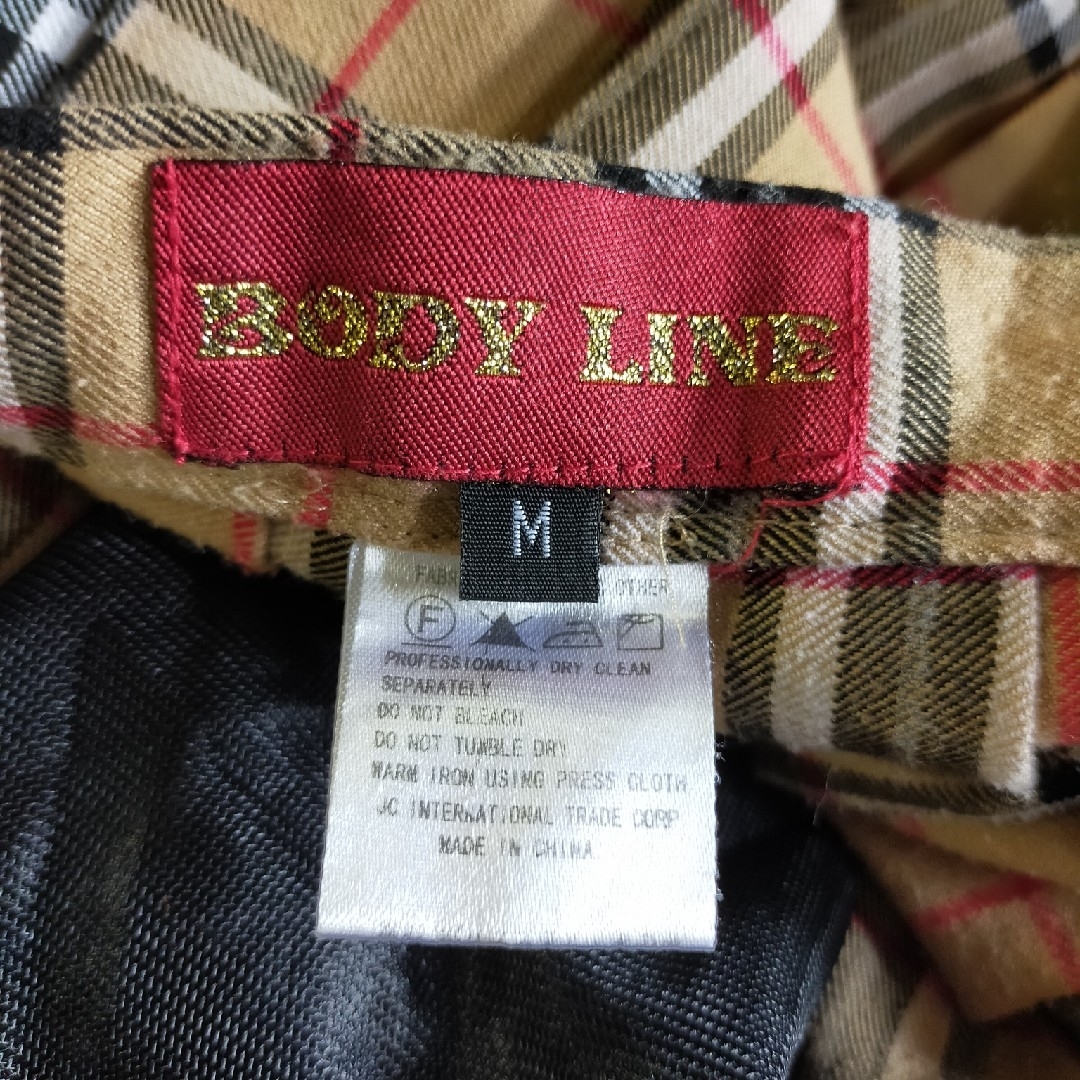 BODY LINE
M
OTHER
F
PROFESSIONALLY DRY CLEAN
SEPARATELY
DO NOT BLEACH
DO NOT TUMBLE DRY
WARM IRON USING PRESS CLOTH
JC INTERNATIONAL TRADE CORP
MADE IN CHINA